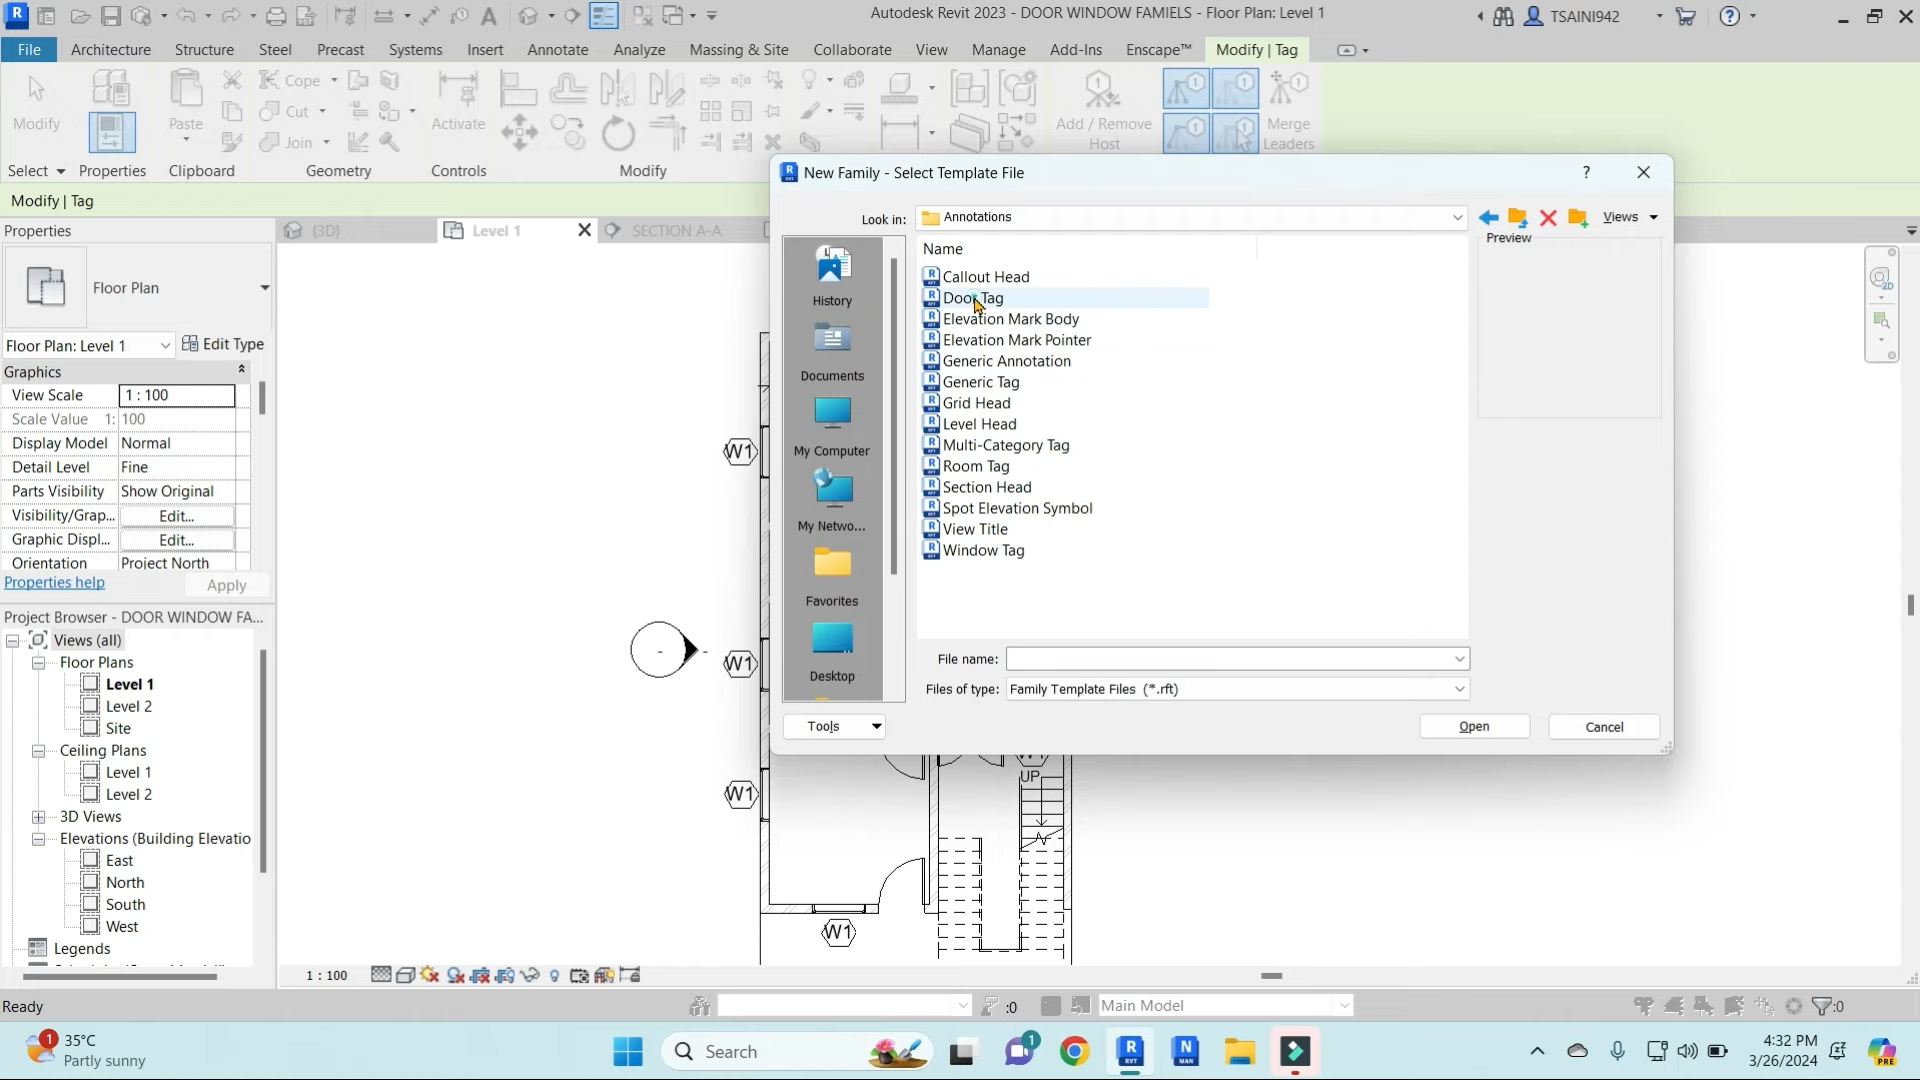 Autodesk Revit 2023 - DOOR WINDOW FAMIELS - Floor Plan: Level 1
TSAINI942
File Architecture Structure Steel Precast Systems Insert Annotate Analyze Massing & Site Collaborate View Manage Add-Ins Enscape™ Modify | Tag
Modify
Paste
Cope
Cut
Join
Activate
Add / Remove
Host
Merge
Leaders
Select Properties Clipboard Geometry Controls Modify
Modify | Tag
Properties
{3D}
Level 1
SECTION A-A
Floor Plan
Floor Plan: Level 1
Edit Type
Graphics
View Scale 1 : 100
Scale Value 1: 100
Display Model Normal
Detail Level Fine
Parts Visibility Show Original
Visibility/Grap... Edit...
Graphic Displ... Edit...
Orientation Project North
Properties help
Apply
Project Browser - DOOR WINDOW FA...
Views (all)
Floor Plans
Level 1
Level 2
Site
Ceiling Plans
Level 1
Level 2
3D Views
Elevations (Building Elevatio
East
North
South
West
Legends
W1
W1
W1
W1
UP
New Family - Select Template File
?
Look in: Annotations
Views
Preview
Name
Callout Head
Door Tag
Elevation Mark Body
Elevation Mark Pointer
Generic Annotation
Generic Tag
Grid Head
Level Head
Multi-Category Tag
Room Tag
Section Head
Spot Elevation Symbol
View Title
Window Tag
History
Documents
My Computer
My Netwo...
Favorites
Desktop
File name:
Files of type: Family Template Files (*.rft)
Tools
Open
Cancel
1 : 100
Ready
:0
Main Model
:0
1
35°C
Partly sunny
Search
1
4:32 PM
3/26/2024
PRE